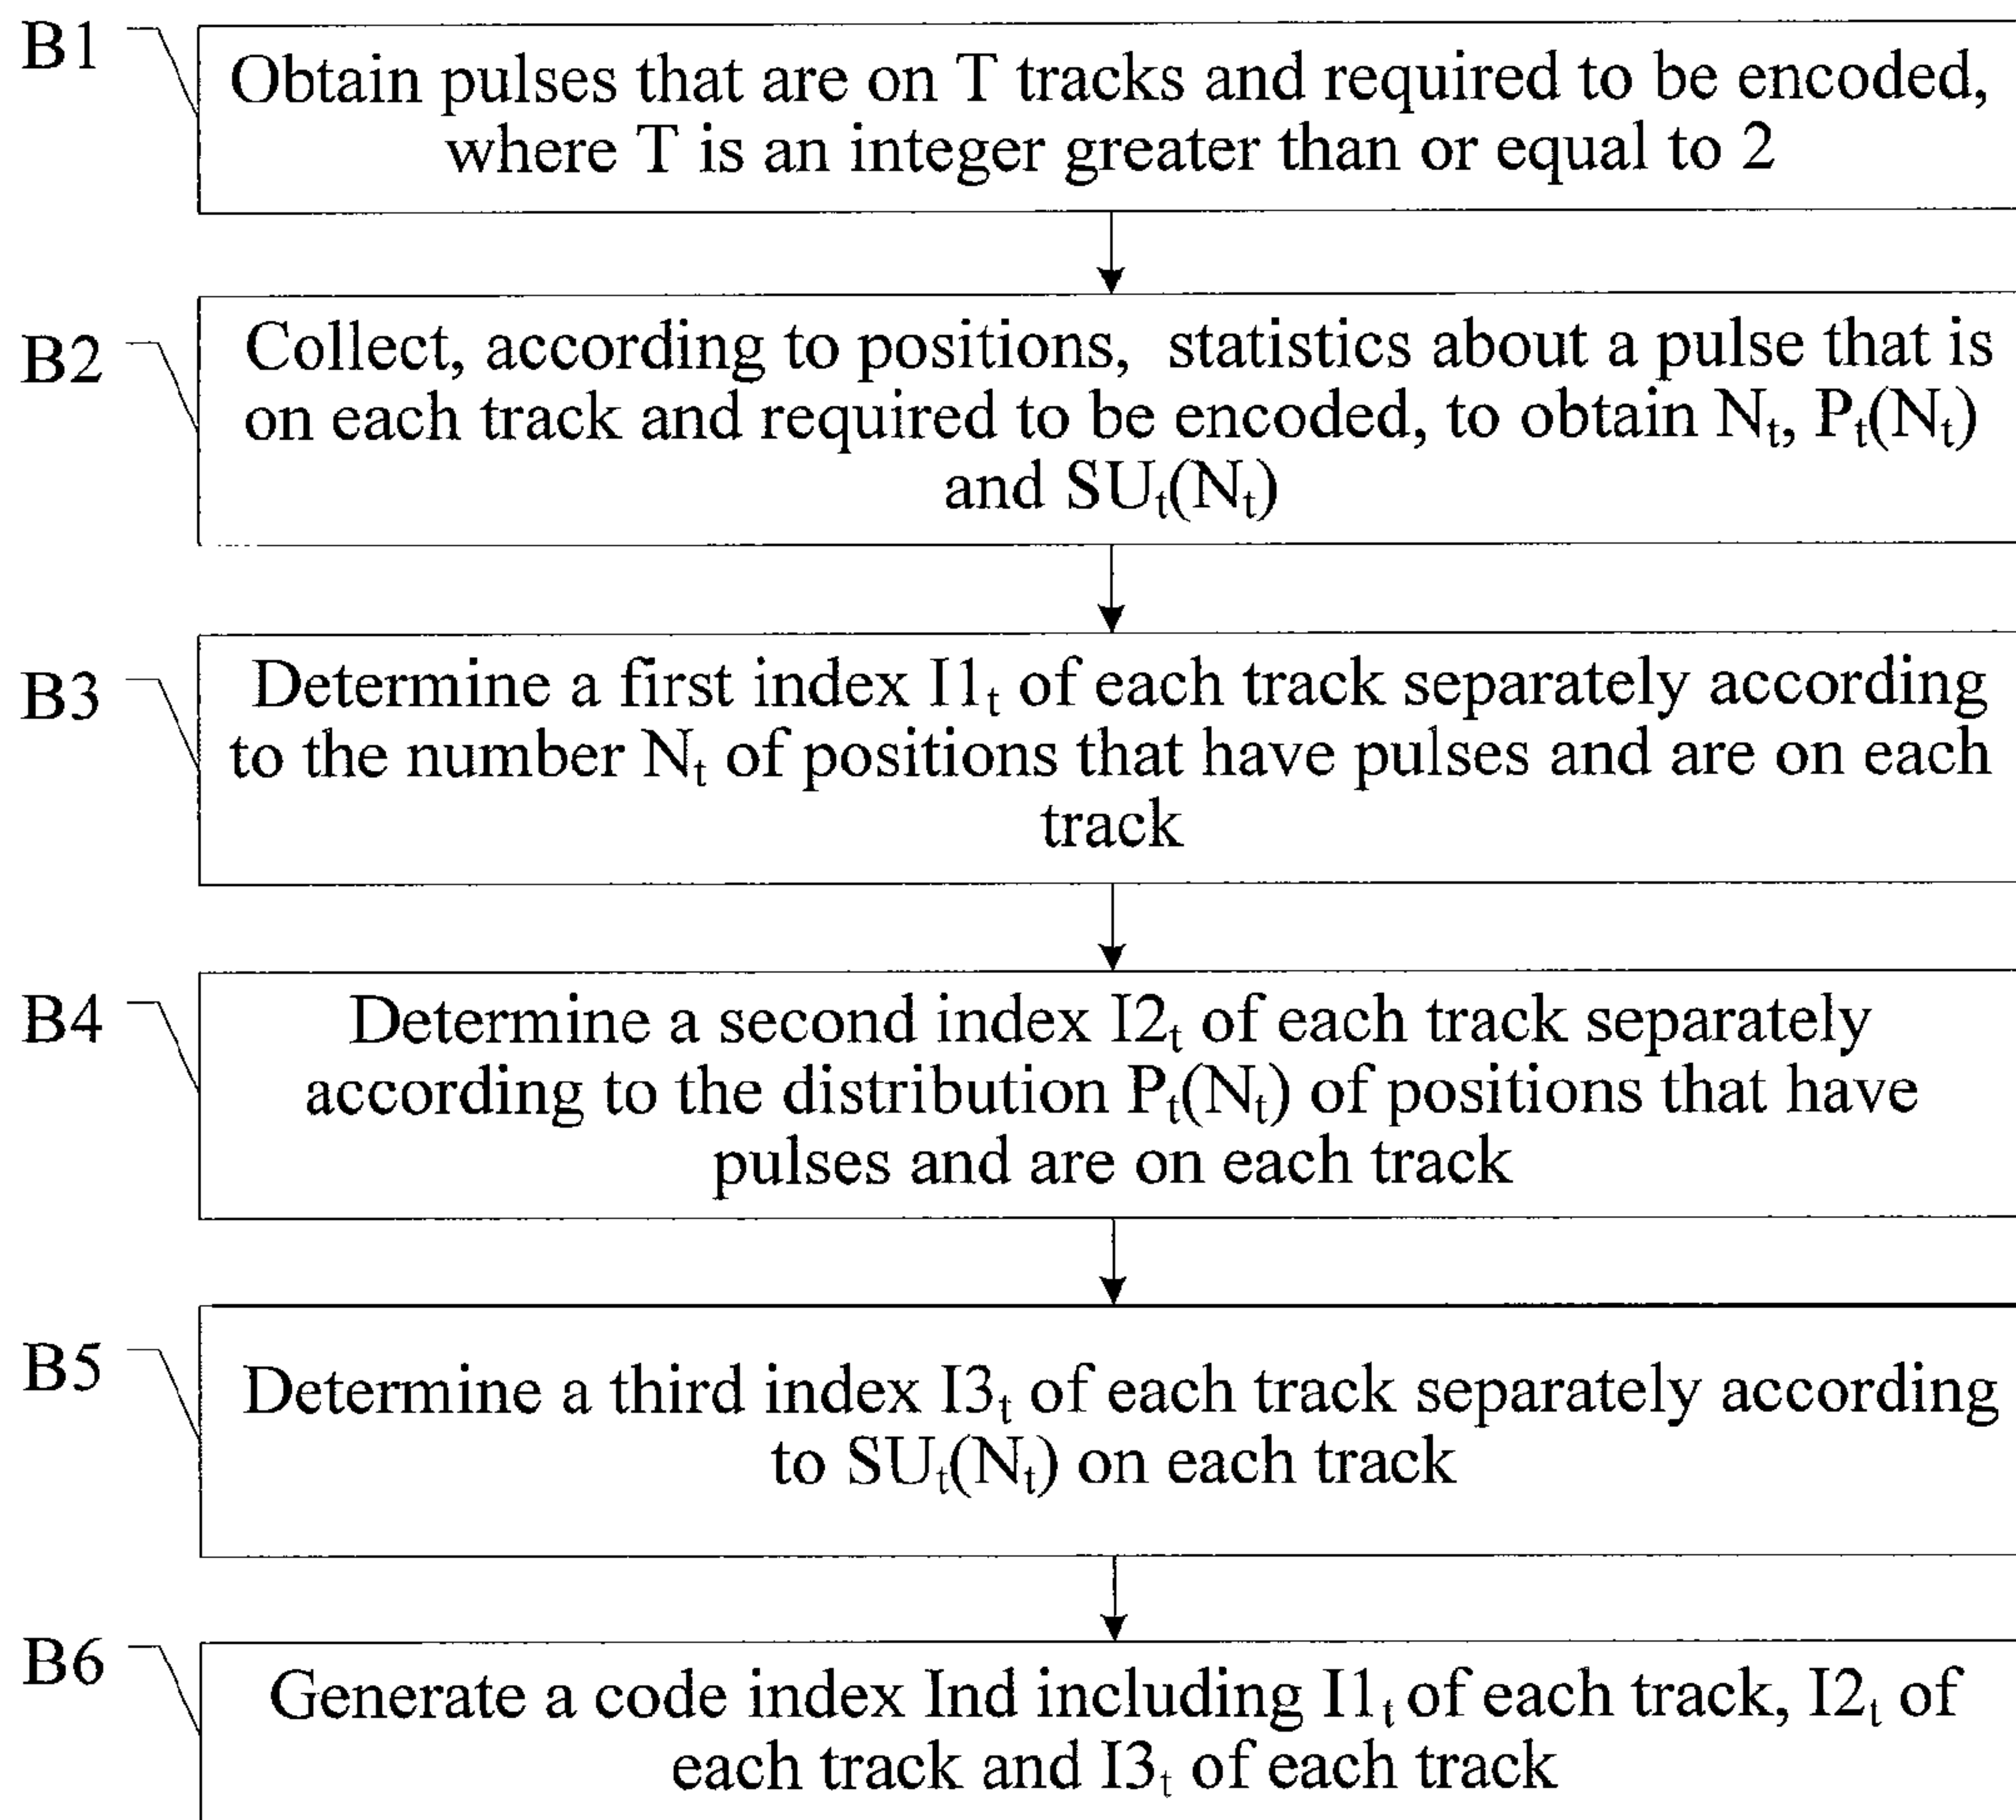 B1
Obtain pulses that are on T tracks and required to be encoded,
where T is an integer greater than or equal to 2
B2
Collect, according to positions, statistics about a pulse that is
on each track and required to be encoded, to obtain Nₜ, Pₜ(Nₜ)
and SUₜ(Nₜ)
B3
Determine a first index I1ₜ of each track separately according
to the number Nₜ of positions that have pulses and are on each
track
B4
Determine a second index I2ₜ of each track separately
according to the distribution Pₜ(Nₜ) of positions that have
pulses and are on each track
B5
Determine a third index I3ₜ of each track separately according
to SUₜ(Nₜ) on each track
B6
Generate a code index Ind including I1ₜ of each track, I2ₜ of
each track and I3ₜ of each track